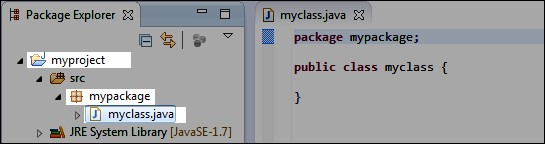 Package Explorer
myproject
src
mypackage
myclass.java
JRE System Library [JavaSE-1.7]
myclass.java
package mypackage;
public class myclass {
}